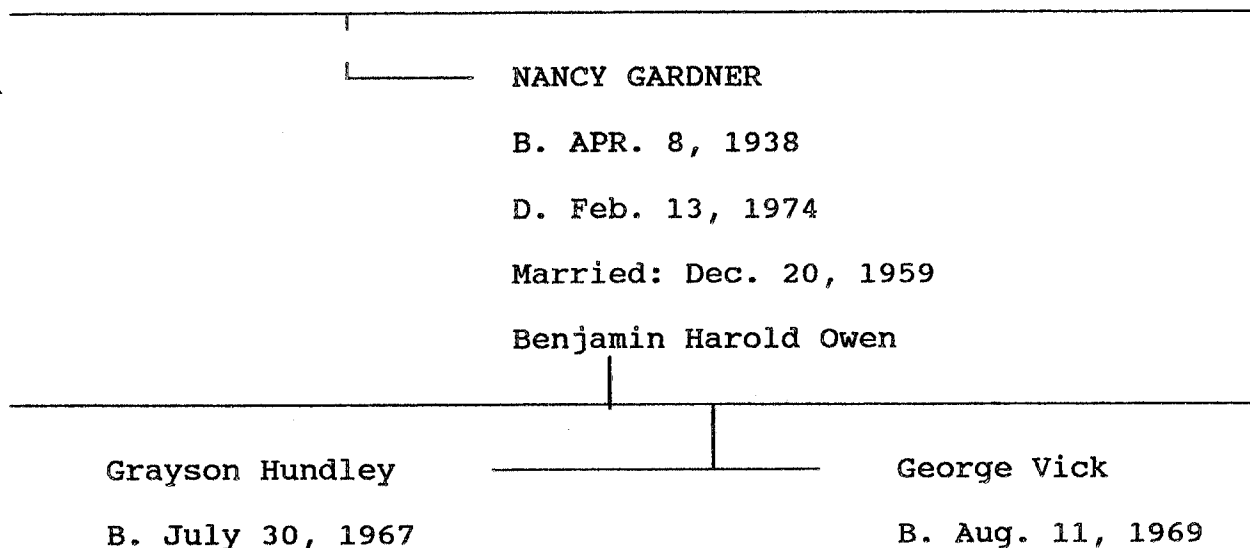 NANCY GARDNER
B. APR. 8, 1938
D. Feb. 13, 1974
Married: Dec. 20, 1959
Benjamin Harold Owen
Grayson Hundley George Vick
B. July 30, 1967 B. Aug. 11, 1969